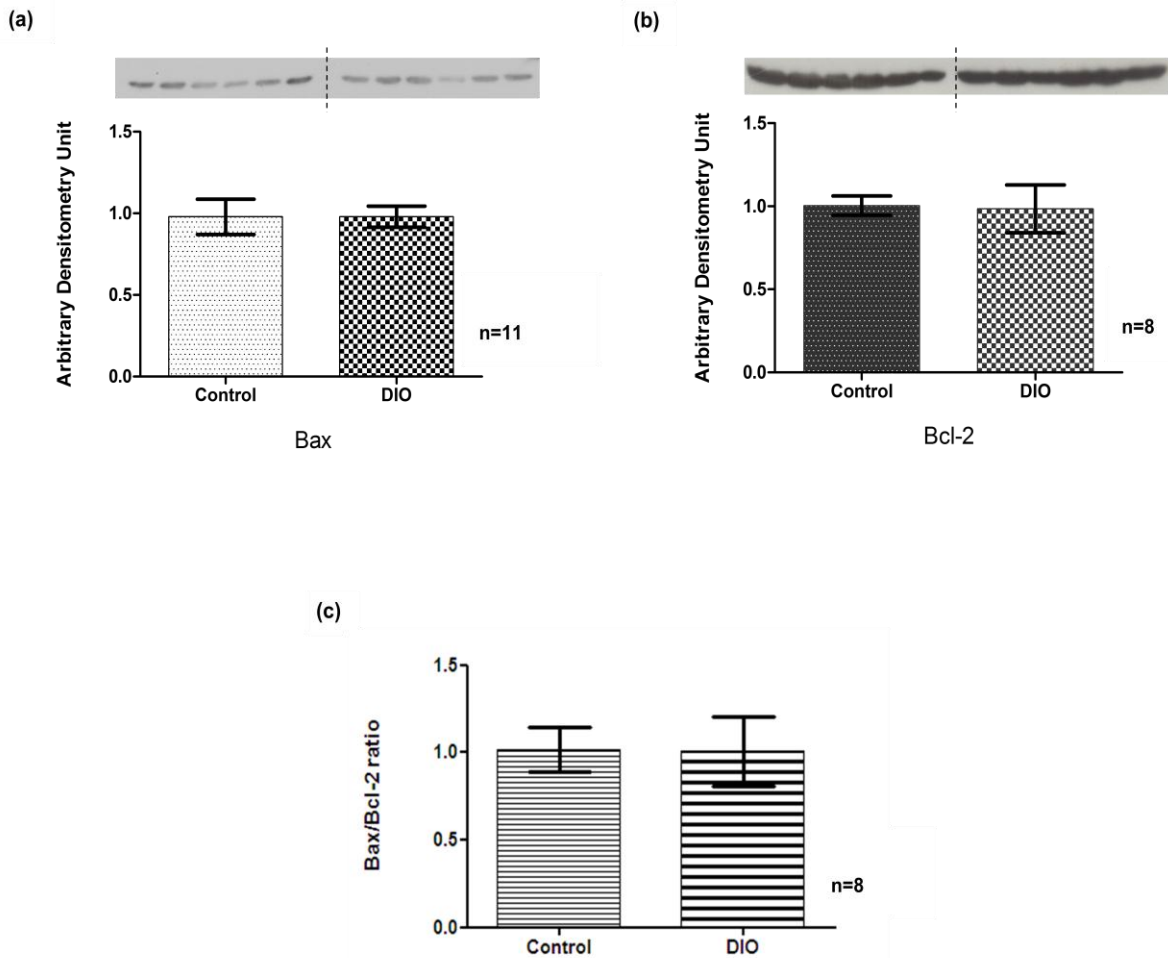 (a)
Arbitrary Densitometry Unit
1.5
1.0
0.5
0.0
n=11
Control
DIO
Bax
(b)
Arbitrary Densitometry Unit
1.5
1.0
0.5
0.0
n=8
Control
DIO
Bcl-2
(c)
Bax/Bcl-2 ratio
1.5
1.0
0.5
0.0
n=8
Control
DIO